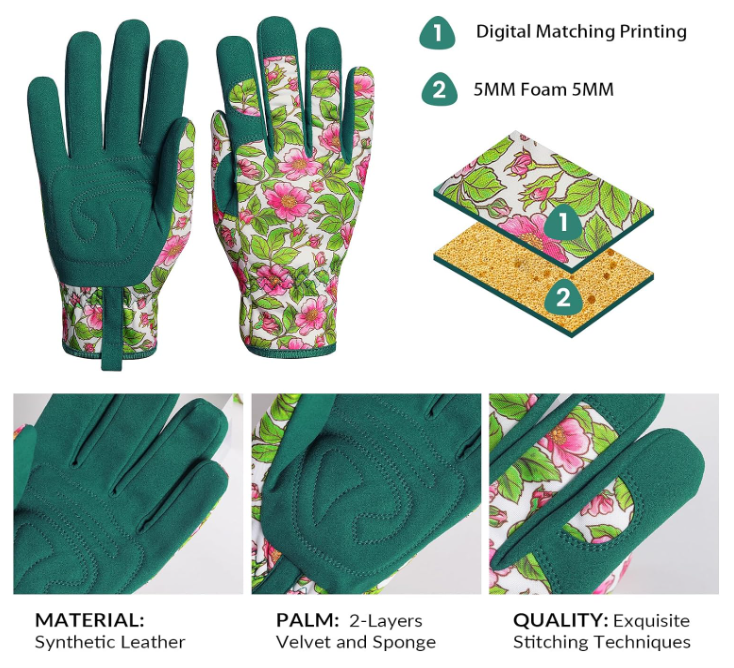 1 Digital Matching Printing
2 5MM Foam 5MM
1
2
MATERIAL:
Synthetic Leather
PALM: 2-Layers
Velvet and Sponge
QUALITY: Exquisite
Stitching Techniques